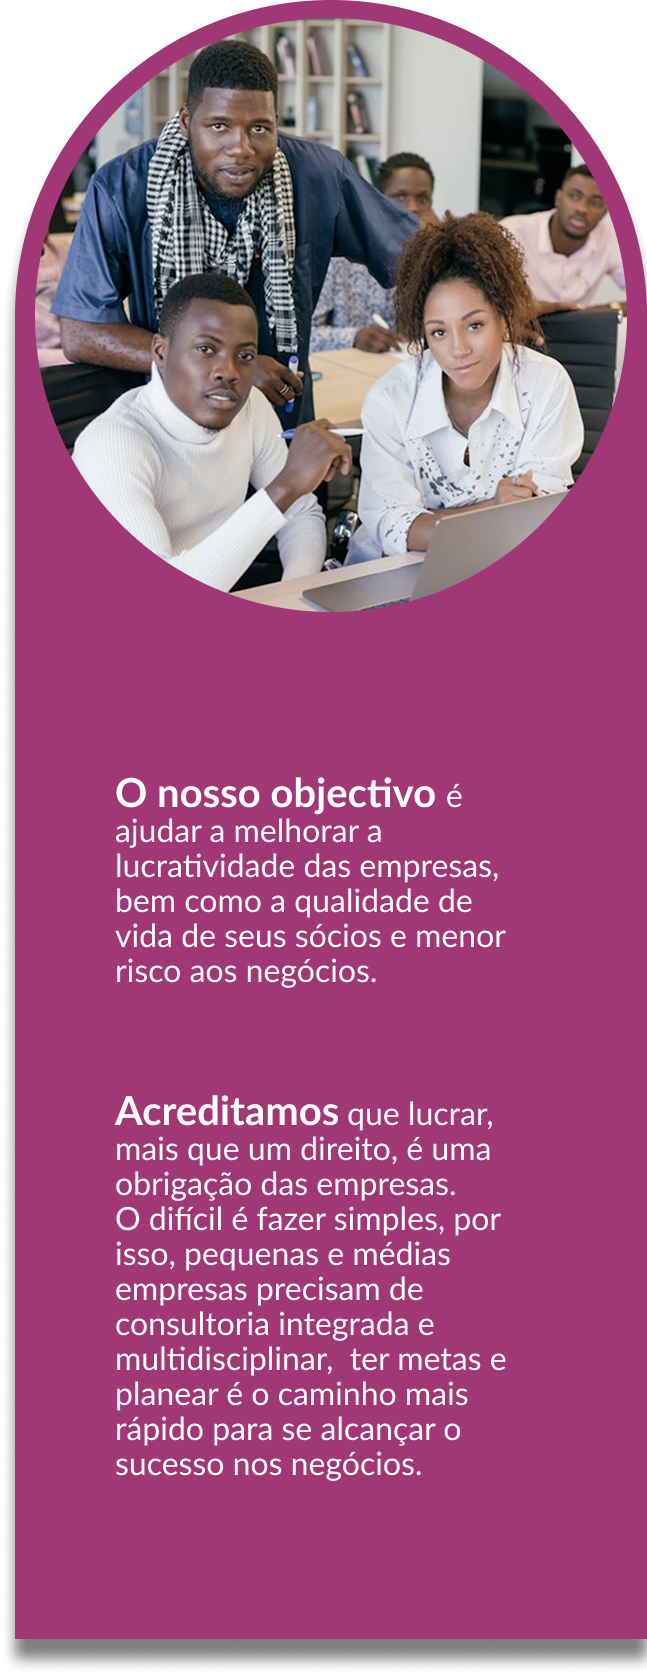 O nosso objectivo é
ajudar a melhorar a
lucratividade das empresas,
bem como a qualidade de
vida de seus sócios e menor
risco aos negócios.
Acreditamos que lucrar,
mais que um direito, é uma
obrigação das empresas.
O difícil é fazer simples, por
isso, pequenas e médias
empresas precisam de
consultoria integrada e
multidisciplinar,  ter metas e
planear é o caminho mais
rápido para se alcançar o
sucesso nos negócios.